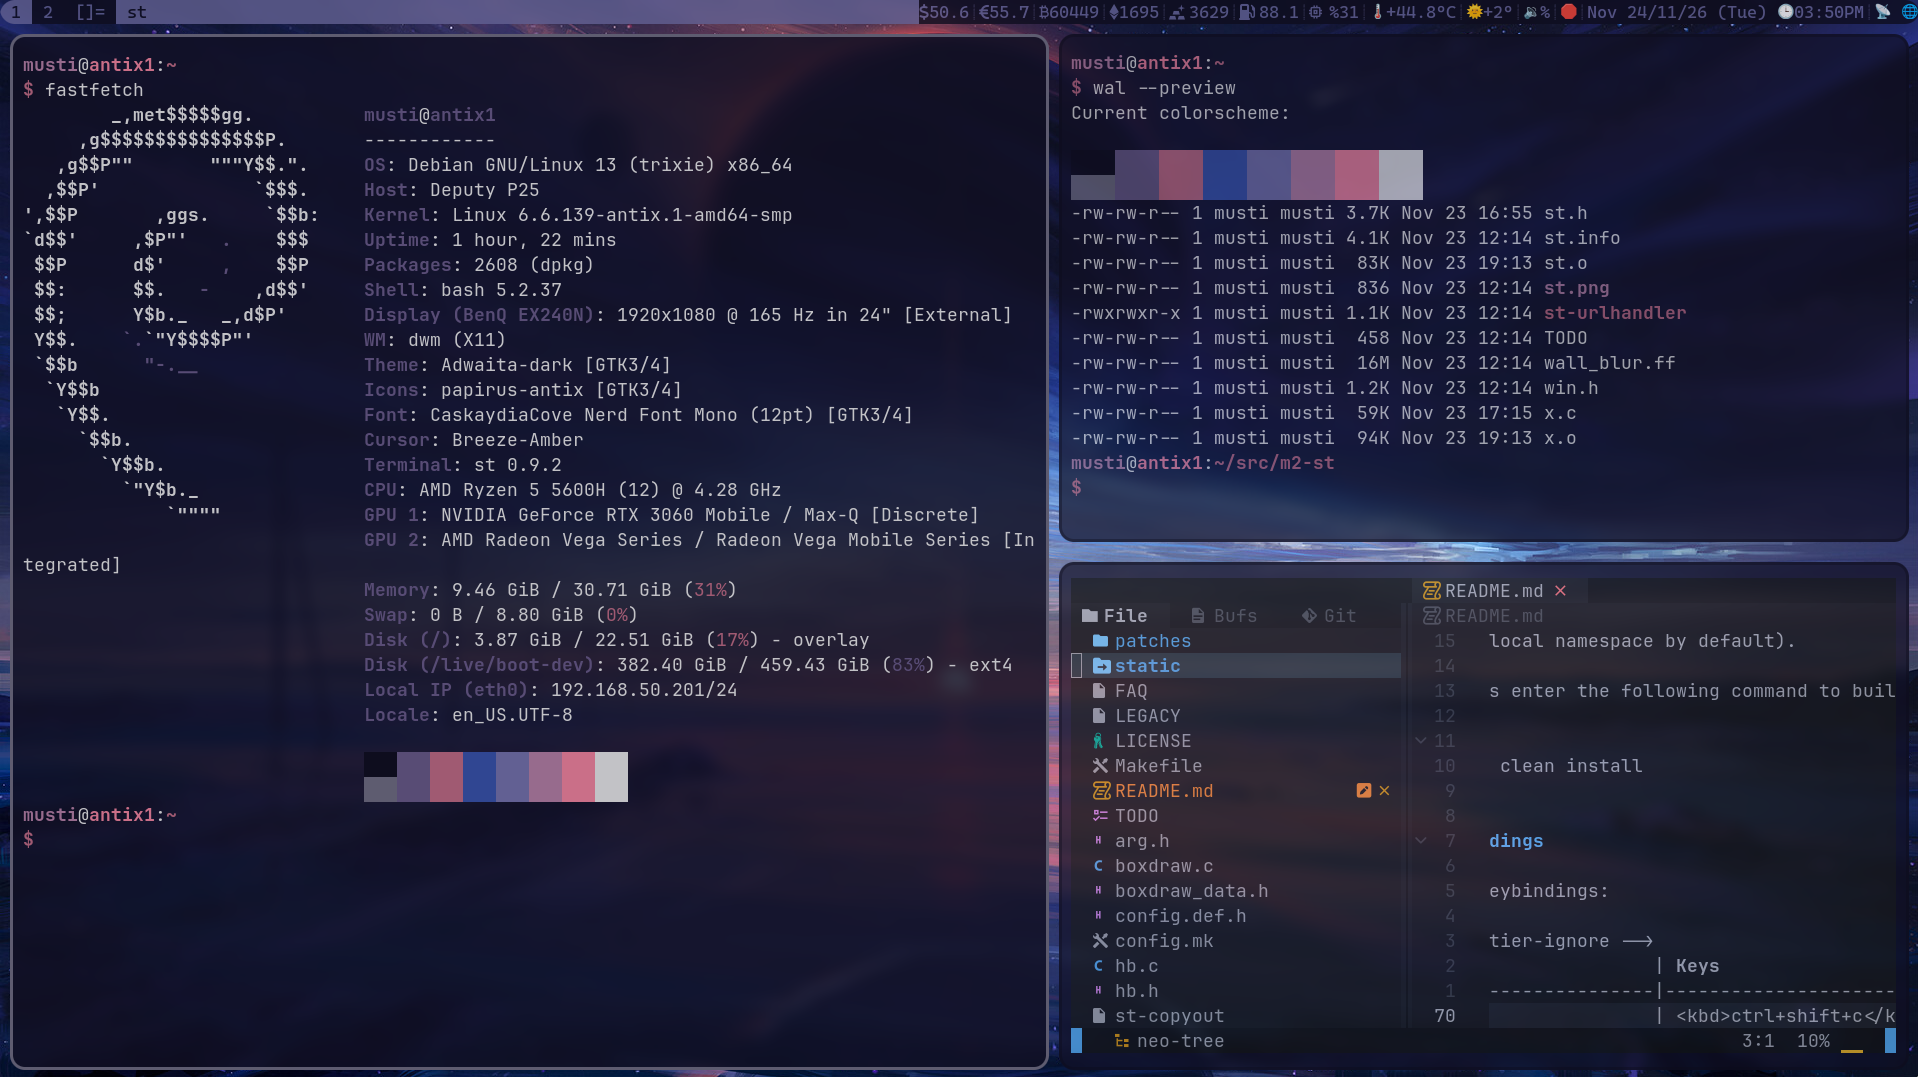 1 2 []= st $50.6 €55.7 ₿60449 1695 3629 88.1 %31 +44.8°C +2° % Nov 24/11/26 (Tue) 03:50PM
musti@antix1:~
$ fastfetch
_,met$$$$$gg.
,g$$$$$$$$$$$$$$$P.
,g$$P""       """Y$$.".
,$$P'              `$$$.
',$$P       ,ggs.     `$$b:
`d$$'     ,$P"'   .    $$$
$$P      d$'     ,    $$P
$$:      $$.   -    ,d$$'
$$;      Y$b._   _,d$P'
Y$$.    `.`"Y$$$$P"'
`$$b      "-.__
`Y$$b
`Y$$.
`$$b.
`Y$$b.
`"Y$b._
`""""
musti@antix1
------------
OS: Debian GNU/Linux 13 (trixie) x86_64
Host: Deputy P25
Kernel: Linux 6.6.139-antix.1-amd64-smp
Uptime: 1 hour, 22 mins
Packages: 2608 (dpkg)
Shell: bash 5.2.37
Display (BenQ EX240N): 1920x1080 @ 165 Hz in 24" [External]
WM: dwm (X11)
Theme: Adwaita-dark [GTK3/4]
Icons: papirus-antix [GTK3/4]
Font: CaskaydiaCove Nerd Font Mono (12pt) [GTK3/4]
Cursor: Breeze-Amber
Terminal: st 0.9.2
CPU: AMD Ryzen 5 5600H (12) @ 4.28 GHz
GPU 1: NVIDIA GeForce RTX 3060 Mobile / Max-Q [Discrete]
GPU 2: AMD Radeon Vega Series / Radeon Vega Mobile Series [In
tegrated]
Memory: 9.46 GiB / 30.71 GiB (31%)
Swap: 0 B / 8.80 GiB (0%)
Disk (/): 3.87 GiB / 22.51 GiB (17%) - overlay
Disk (/live/boot-dev): 382.40 GiB / 459.43 GiB (83%) - ext4
Local IP (eth0): 192.168.50.201/24
Locale: en_US.UTF-8
musti@antix1:~
$
musti@antix1:~
$ wal --preview
Current colorscheme:
-rw-rw-r-- 1 musti musti 3.7K Nov 23 16:55 st.h
-rw-rw-r-- 1 musti musti 4.1K Nov 23 12:14 st.info
-rw-rw-r-- 1 musti musti  83K Nov 23 19:13 st.o
-rw-rw-r-- 1 musti musti  836 Nov 23 12:14 st.png
-rwxrwxr-x 1 musti musti 1.1K Nov 23 12:14 st-urlhandler
-rw-rw-r-- 1 musti musti  458 Nov 23 12:14 TODO
-rw-rw-r-- 1 musti musti  16M Nov 23 12:14 wall_blur.ff
-rw-rw-r-- 1 musti musti 1.2K Nov 23 12:14 win.h
-rw-rw-r-- 1 musti musti  59K Nov 23 17:15 x.c
-rw-rw-r-- 1 musti musti  94K Nov 23 19:13 x.o
musti@antix1:~/src/m2-st
$
File Bufs Git
patches
static
FAQ
LEGACY
LICENSE
Makefile
README.md
TODO
arg.h
boxdraw.c
boxdraw_data.h
config.def.h
config.mk
hb.c
hb.h
st-copyout
README.md ×
README.md
15 local namespace by default).
14
13 s enter the following command to buil
12
11
10 clean install
9
8
7 dings
6
5 eybindings:
4
3 tier-ignore -->
2 | Keys
1 ---------------|---------------------
70 | <kbd>ctrl+shift+c</k
neo-tree 3:1 10%